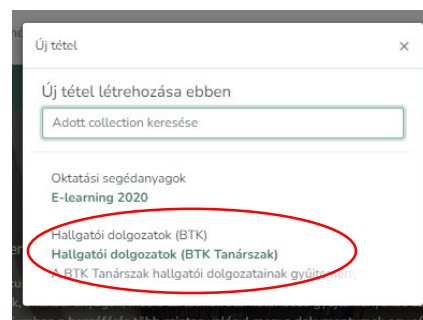 Új tétel
×
Új tétel létrehozása ebben
Adott collection keresése
Oktatási segédanyagok
E-learning 2020
Hallgatói dolgozatok (BTK)
Hallgatói dolgozatok (BTK Tanárszak)
A BTK Tanárszak hallgatói dolgozatainak gyűjtemén